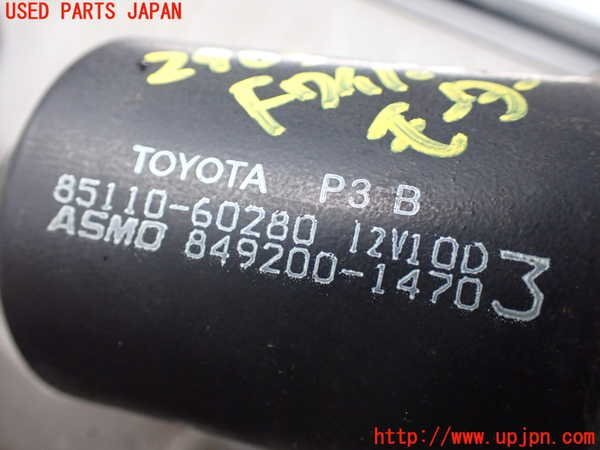 USED PARTS JAPAN
TOYOTA P3 B
85110-60280 12V10D
ASMO 849200-1470 3
http://www.upjpn.com/